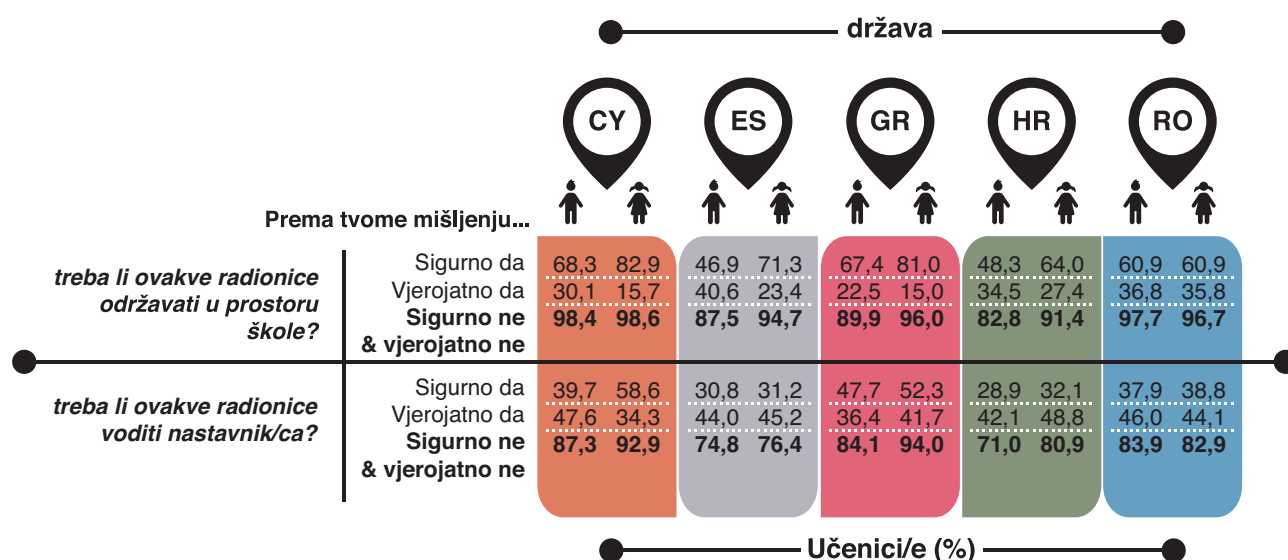 država
CY ES GR HR RO
Prema tvome mišljenju...
treba li ovakve radionice
održavati u prostoru
škole?
Sigurno da 68,3 82,9 46,9 71,3 67,4 81,0 48,3 64,0 60,9 60,9
Vjerojatno da 30,1 15,7 40,6 23,4 22,5 15,0 34,5 27,4 36,8 35,8
Sigurno ne 98,4 98,6 87,5 94,7 89,9 96,0 82,8 91,4 97,7 96,7
& vjerojatno ne
treba li ovakve radionice
voditi nastavnik/ca?
Sigurno da 39,7 58,6 30,8 31,2 47,7 52,3 28,9 32,1 37,9 38,8
Vjerojatno da 47,6 34,3 44,0 45,2 36,4 41,7 42,1 48,8 46,0 44,1
Sigurno ne 87,3 92,9 74,8 76,4 84,1 94,0 71,0 80,9 83,9 82,9
& vjerojatno ne
Učenici/e (%)